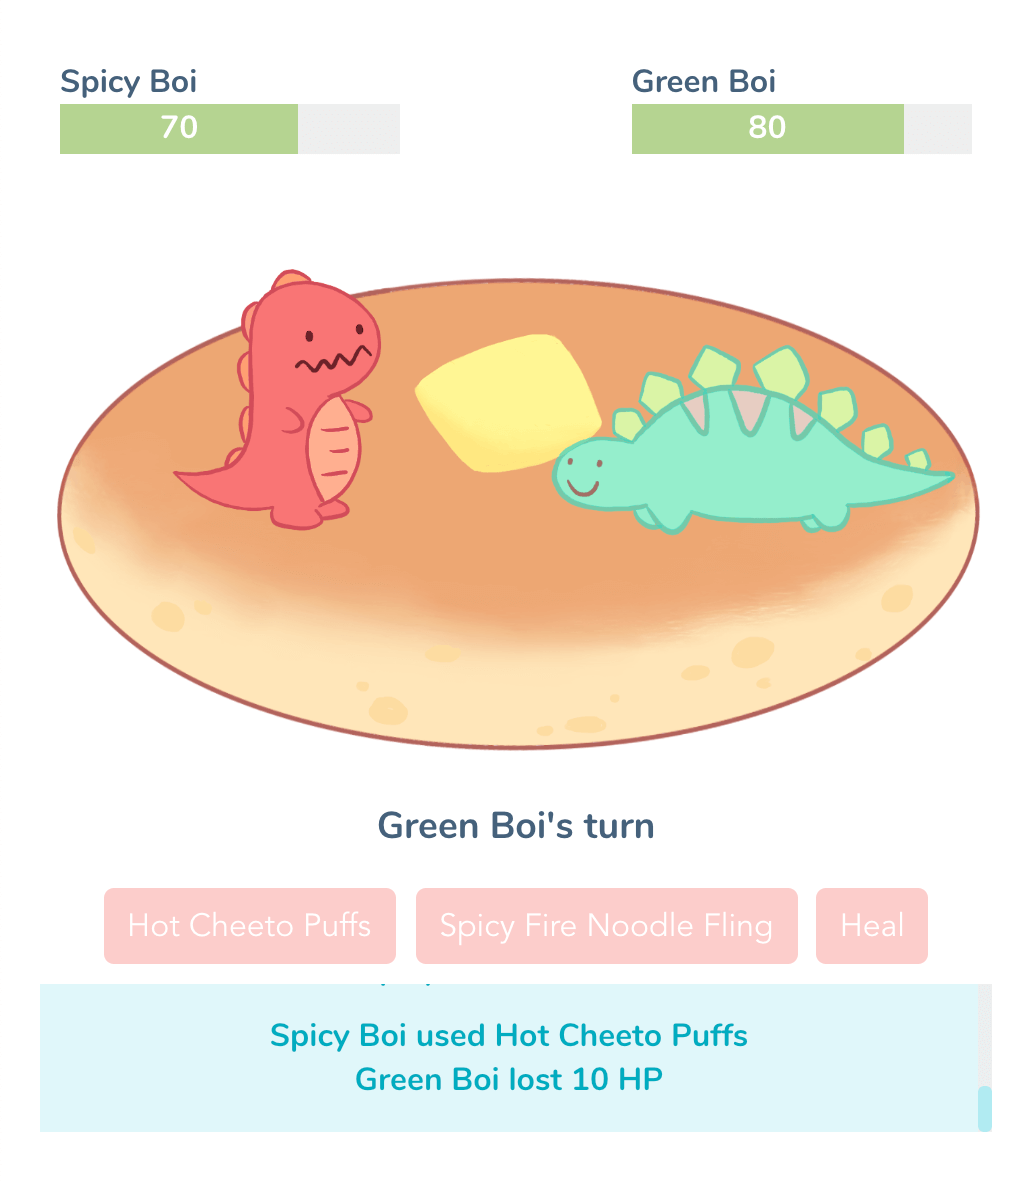 Spicy Boi
Green Boi
70
80
Green Boi's turn
Hot Cheeto Puffs
Spicy Fire Noodle Fling
Heal
Spicy Boi used Hot Cheeto Puffs
Green Boi lost 10 HP